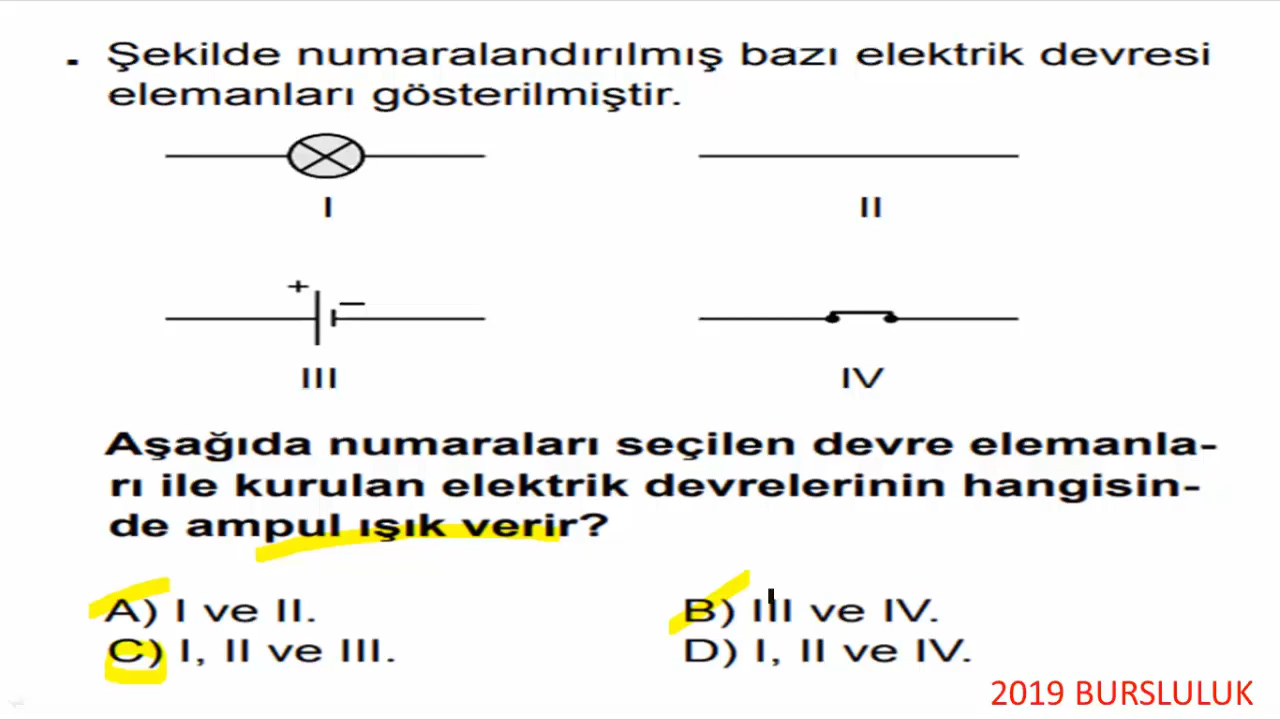 . Şekilde numaralandırılmış bazı elektrik devresi
elemanları gösterilmiştir.
I
II
+
−
III
IV
Aşağıda numaraları seçilen devre elemanla-
rı ile kurulan elektrik devrelerinin hangisin-
de ampul ışık verir?
A) I ve II.
B) III ve IV.
C) I, II ve III.
D) I, II ve IV.
2019 BURSLULUK